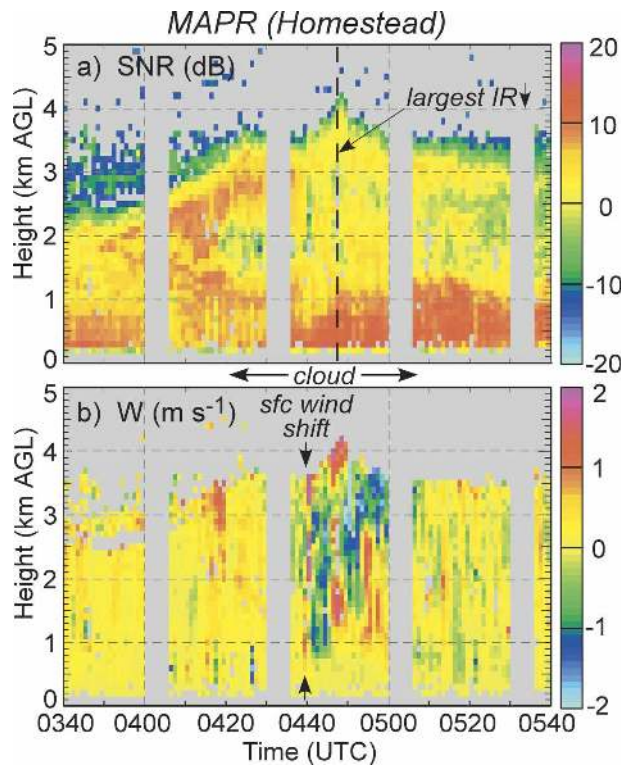 MAPR (Homestead)
a) SNR (dB)
largest IR↓
Height (km AGL)
5
4
3
2
1
0
20
10
0
-10
-20
cloud
b) W (m s-1)
sfc wind
shift
Height (km AGL)
5
4
3
2
1
0
2
1
0
-1
-2
0340 0400 0420 0440 0500 0520 0540
Time (UTC)